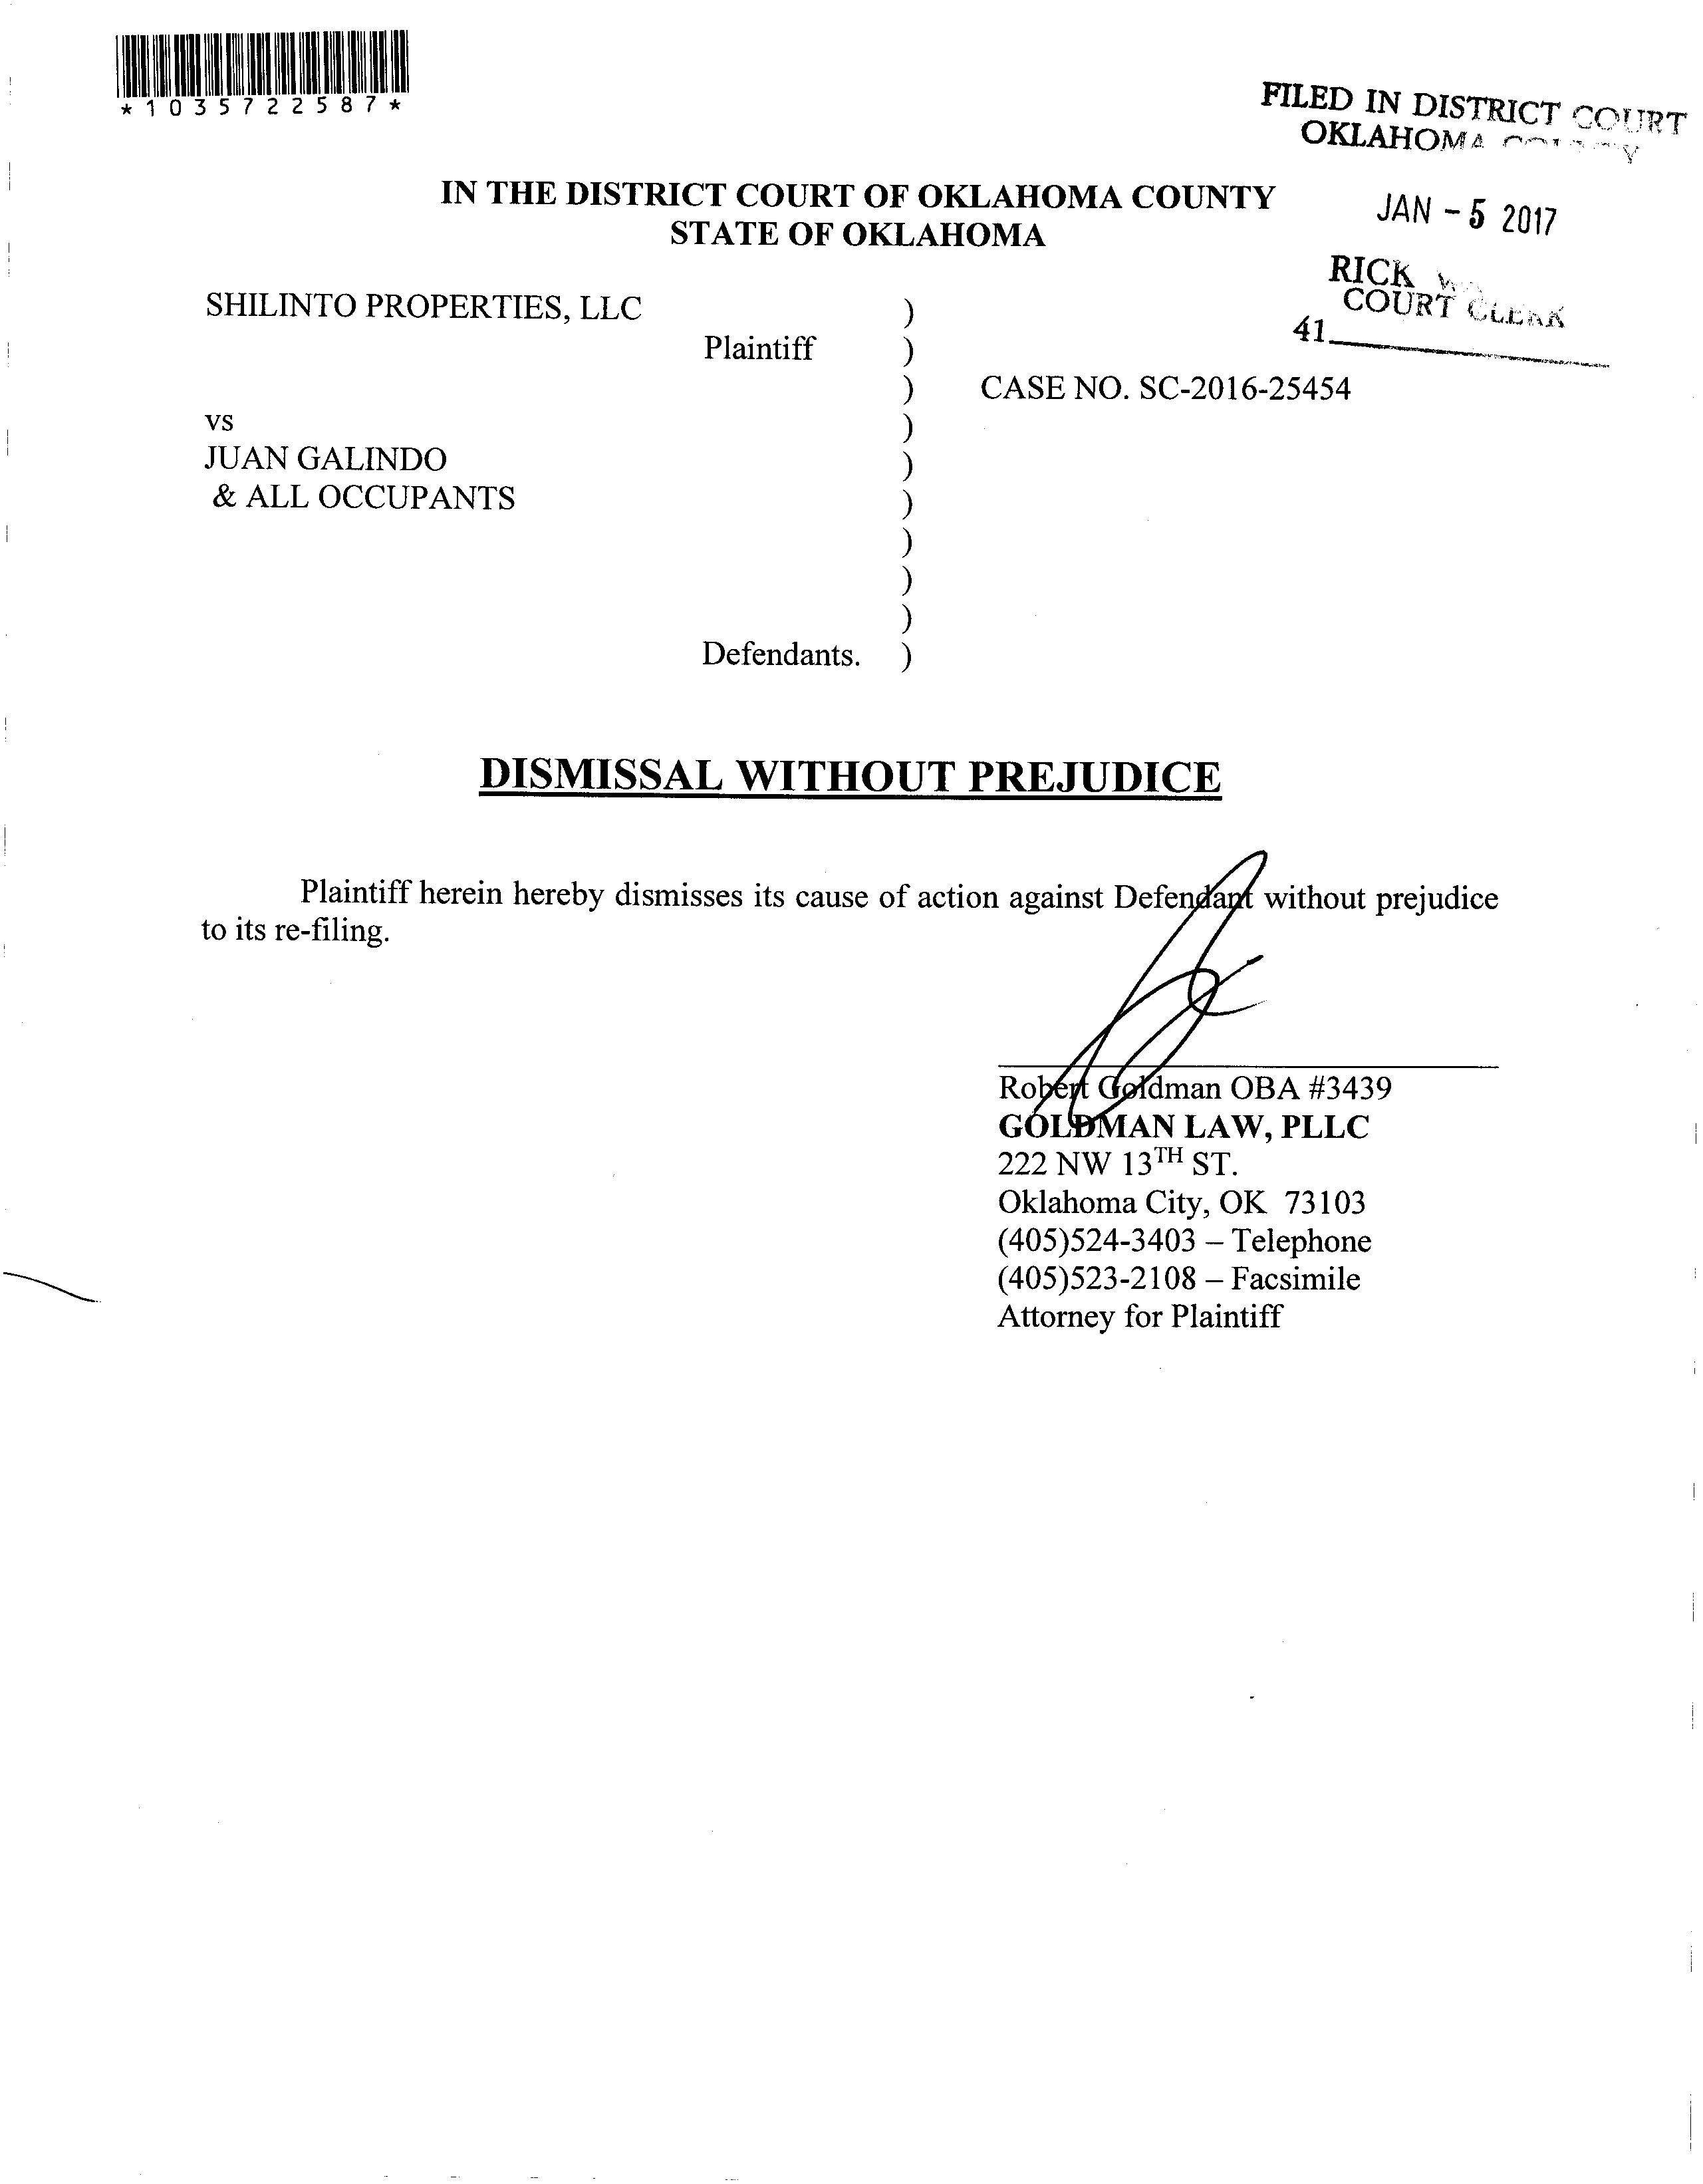 *1035722587*
FILED IN DISTRICT COURT
OKLAHOMA
JAN - 5 2017
RICK
COURT CLERK
41
IN THE DISTRICT COURT OF OKLAHOMA COUNTY
STATE OF OKLAHOMA
SHILINTO PROPERTIES, LLC )
Plaintiff )
) CASE NO. SC-2016-25454
vs )
JUAN GALINDO )
& ALL OCCUPANTS )
)
)
)
Defendants. )
DISMISSAL WITHOUT PREJUDICE
Plaintiff herein hereby dismisses its cause of action against Defendant without prejudice
to its re-filing.
Robert Goldman OBA #3439
GOLDMAN LAW, PLLC
222 NW 13TH ST.
Oklahoma City, OK 73103
(405)524-3403 – Telephone
(405)523-2108 – Facsimile
Attorney for Plaintiff